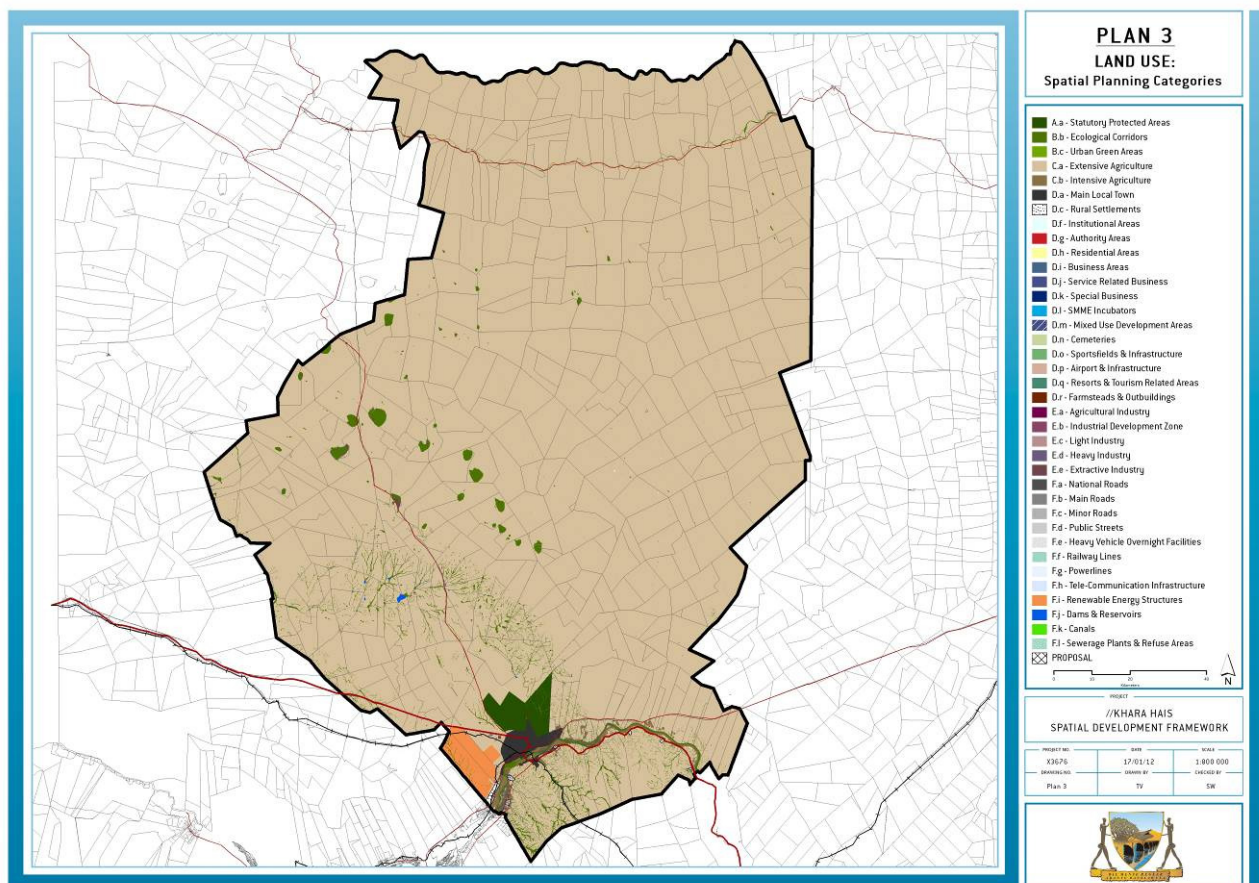 PLAN 3
LAND USE:
Spatial Planning Categories
A.a - Statutory Protected Areas
B.b - Ecological Corridors
B.c - Urban Green Areas
C.a - Extensive Agriculture
C.b - Intensive Agriculture
D.a - Main Local Town
D.c - Rural Settlements
D.f - Institutional Areas
D.g - Authority Areas
D.h - Residential Areas
D.i - Business Areas
D.j - Service Related Business
D.k - Special Business
D.l - SMME Incubators
D.m - Mixed Use Development Areas
D.n - Cemeteries
D.o - Sportsfields & Infrastructure
D.p - Airport & Infrastructure
D.q - Resorts & Tourism Related Areas
D.r - Farmsteads & Outbuildings
E.a - Agricultural Industry
E.b - Industrial Development Zone
E.c - Light Industry
E.d - Heavy Industry
E.e - Extractive Industry
F.a - National Roads
F.b - Main Roads
F.c - Minor Roads
F.d - Public Streets
F.e - Heavy Vehicle Overnight Facilities
F.f - Railway Lines
F.g - Powerlines
F.h - Tele-Communication Infrastructure
F.i - Renewable Energy Structures
F.j - Dams & Reservoirs
F.k - Canals
F.l - Sewerage Plants & Refuse Areas
PROPOSAL
0 10 20 40
Kilometers
N
PROJECT
//KHARA HAIS
SPATIAL DEVELOPMENT FRAMEWORK
PROJECT NO. DATE SCALE
X3676 17/01/12 1:800 000
DRAWING NO. DRAWN BY CHECKED BY
Plan 3 TV SW